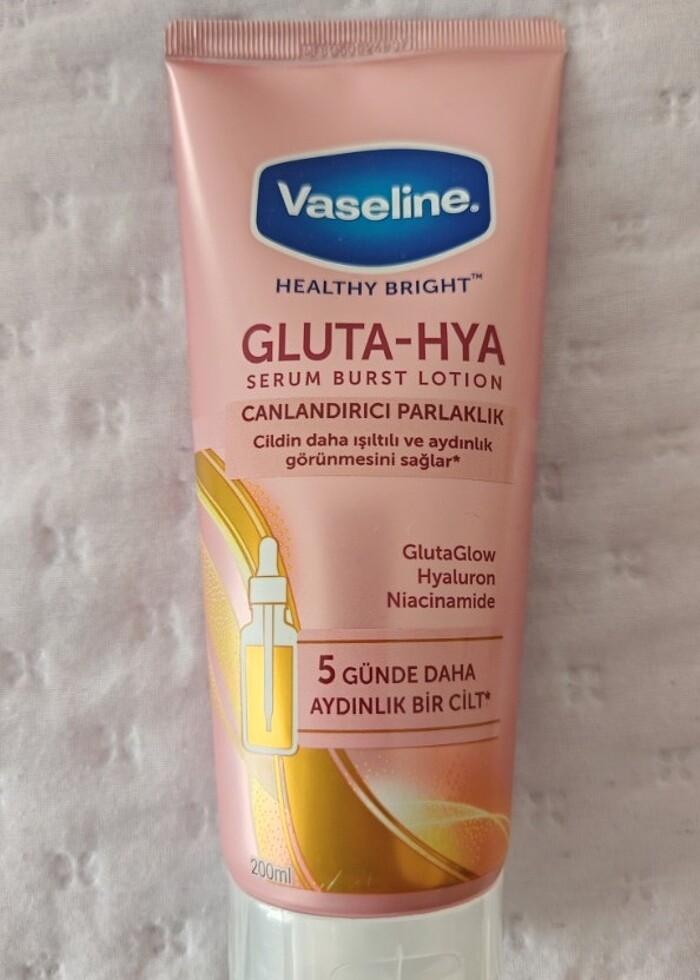 Vaseline.
HEALTHY BRIGHT™
GLUTA-HYA
SERUM BURST LOTION
CANLANDIRICI PARLAKLIK
Cildin daha ışıltılı ve aydınlık
görünmesini sağlar*
GlutaGlow
Hyaluron
Niacinamide
5 GÜNDE DAHA
AYDINLIK BİR CİLT*
200ml